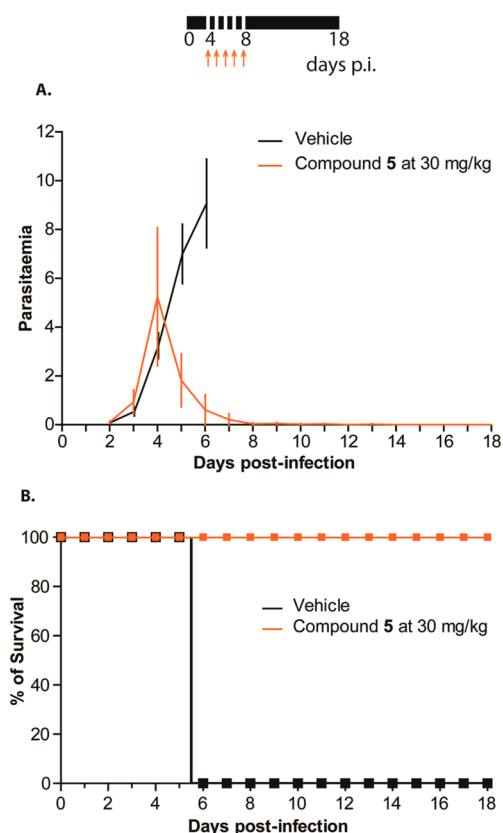 0 4 8 18
days p.i.
A.
12
10
8
6
4
2
0
Parasitaemia
Vehicle
Compound 5 at 30 mg/kg
0 2 4 6 8 10 12 14 16 18
Days post-infection
B.
100
80
60
40
20
0
% of Survival
Vehicle
Compound 5 at 30 mg/kg
0 2 4 6 8 10 12 14 16 18
Days post-infection